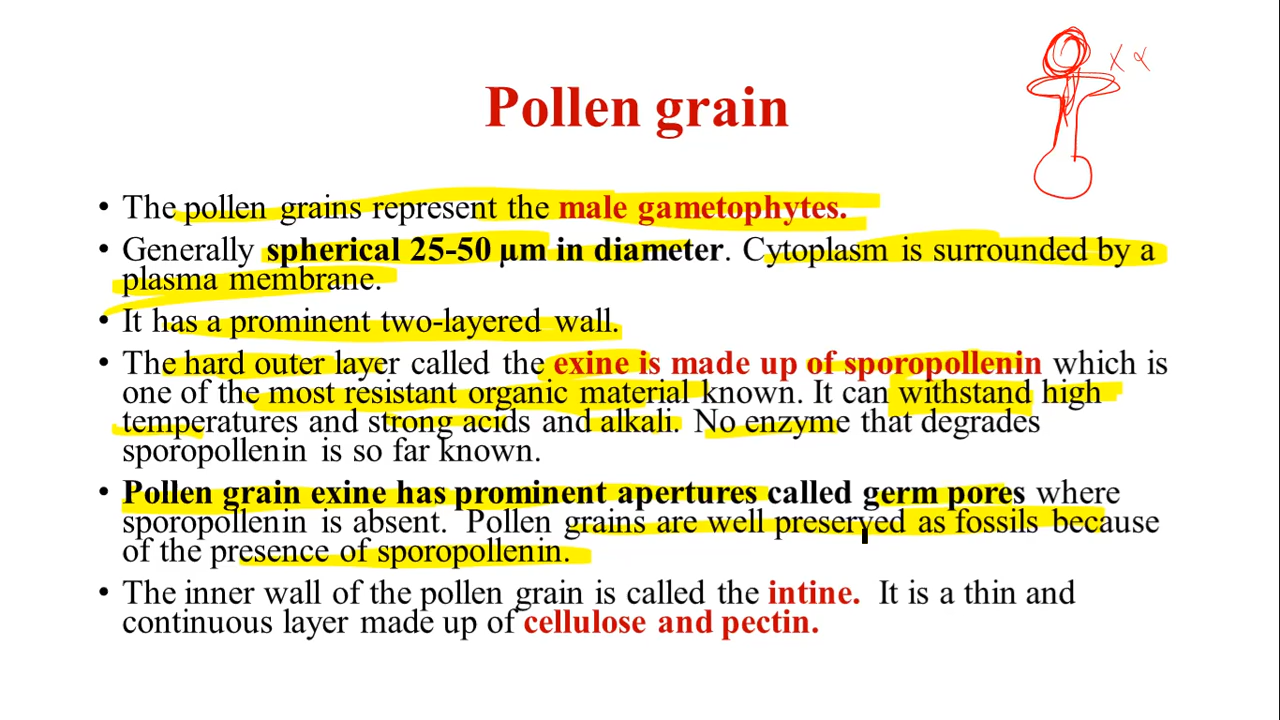 Pollen grain
• The pollen grains represent the male gametophytes.
• Generally spherical 25-50 µm in diameter. Cytoplasm is surrounded by a
plasma membrane.
• It has a prominent two-layered wall.
• The hard outer layer called the exine is made up of sporopollenin which is
one of the most resistant organic material known. It can withstand high
temperatures and strong acids and alkali. No enzyme that degrades
sporopollenin is so far known.
• Pollen grain exine has prominent apertures called germ pores where
sporopollenin is absent. Pollen grains are well preserved as fossils because
of the presence of sporopollenin.
• The inner wall of the pollen grain is called the intine. It is a thin and
continuous layer made up of cellulose and pectin.